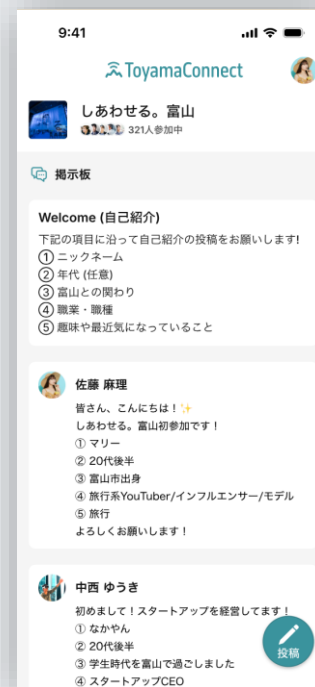 9:41
ToyamaConnect
しあわせる。富山
321人参加中
掲示板
Welcome (自己紹介)
下記の項目に沿って自己紹介の投稿をお願いします!
① ニックネーム
② 年代 (任意)
③ 富山との関わり
④ 職業・職種
⑤ 趣味や最近気になっていること
佐藤 麻理
皆さん、こんにちは！✨
しあわせる。富山初参加です！
① マリー
② 20代後半
③ 富山市出身
④ 旅行系YouTuber/インフルエンサー/モデル
⑤ 旅行
よろしくお願いします！
中西 ゆうき
初めまして！スタートアップを経営してます！
① なかやん
② 20代後半
③ 学生時代を富山で過ごしました
④ スタートアップCEO
投稿